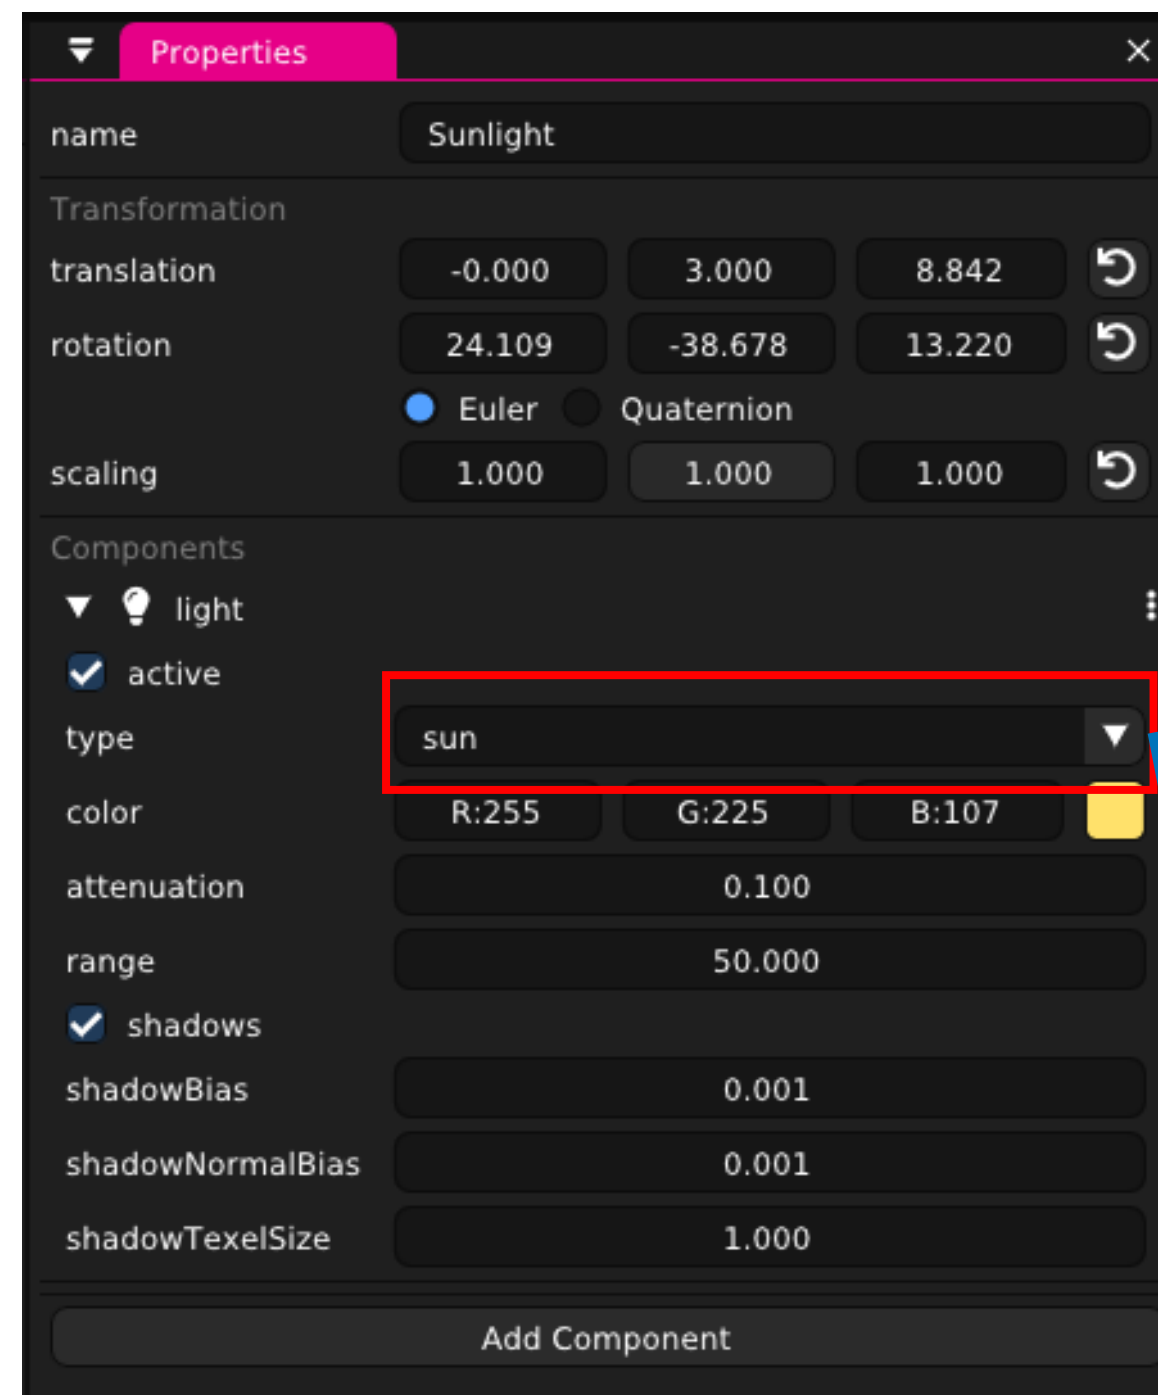 Properties
name Sunlight
Transformation
translation -0.000 3.000 8.842
rotation 24.109 -38.678 13.220
Euler Quaternion
scaling 1.000 1.000 1.000
Components
light
active
type sun
color R:255 G:225 B:107
attenuation 0.100
range 50.000
shadows
shadowBias 0.001
shadowNormalBias 0.001
shadowTexelSize 1.000
Add Component